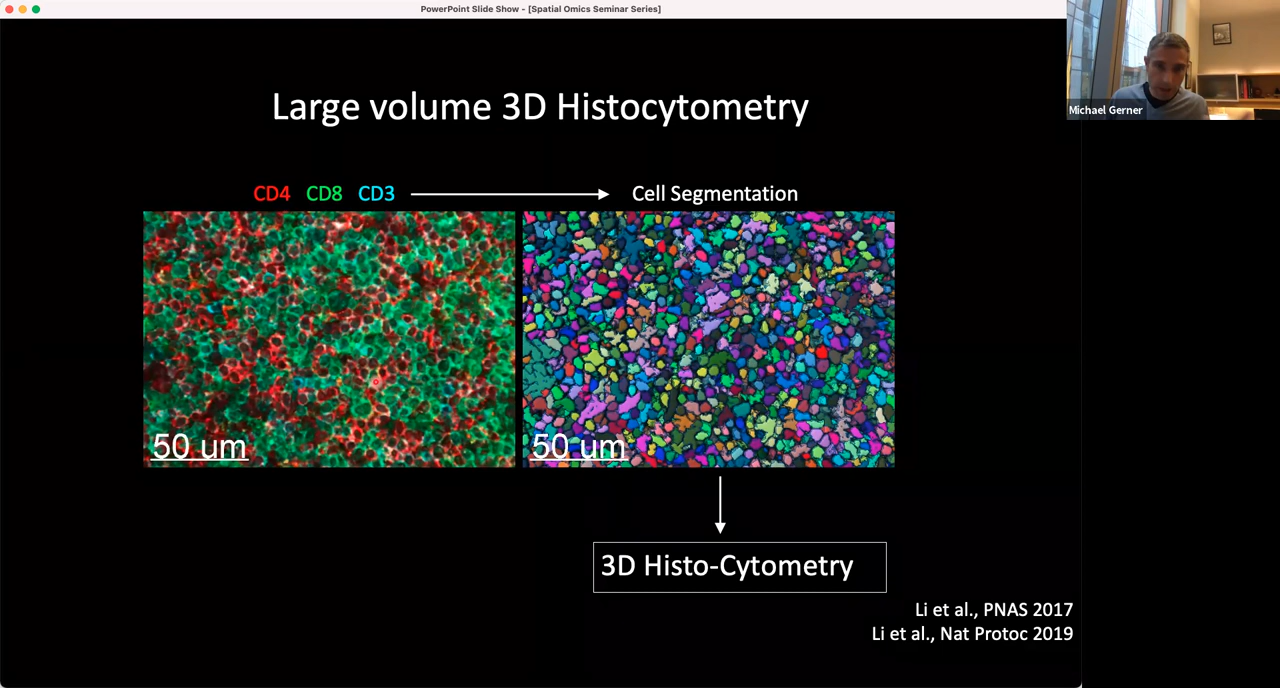 PowerPoint Slide Show - [Spatial Omics Seminar Series]
Michael Gerner
Large volume 3D Histocytometry
CD4 CD8 CD3
Cell Segmentation
50 um
50 um
3D Histo-Cytometry
Li et al., PNAS 2017
Li et al., Nat Protoc 2019